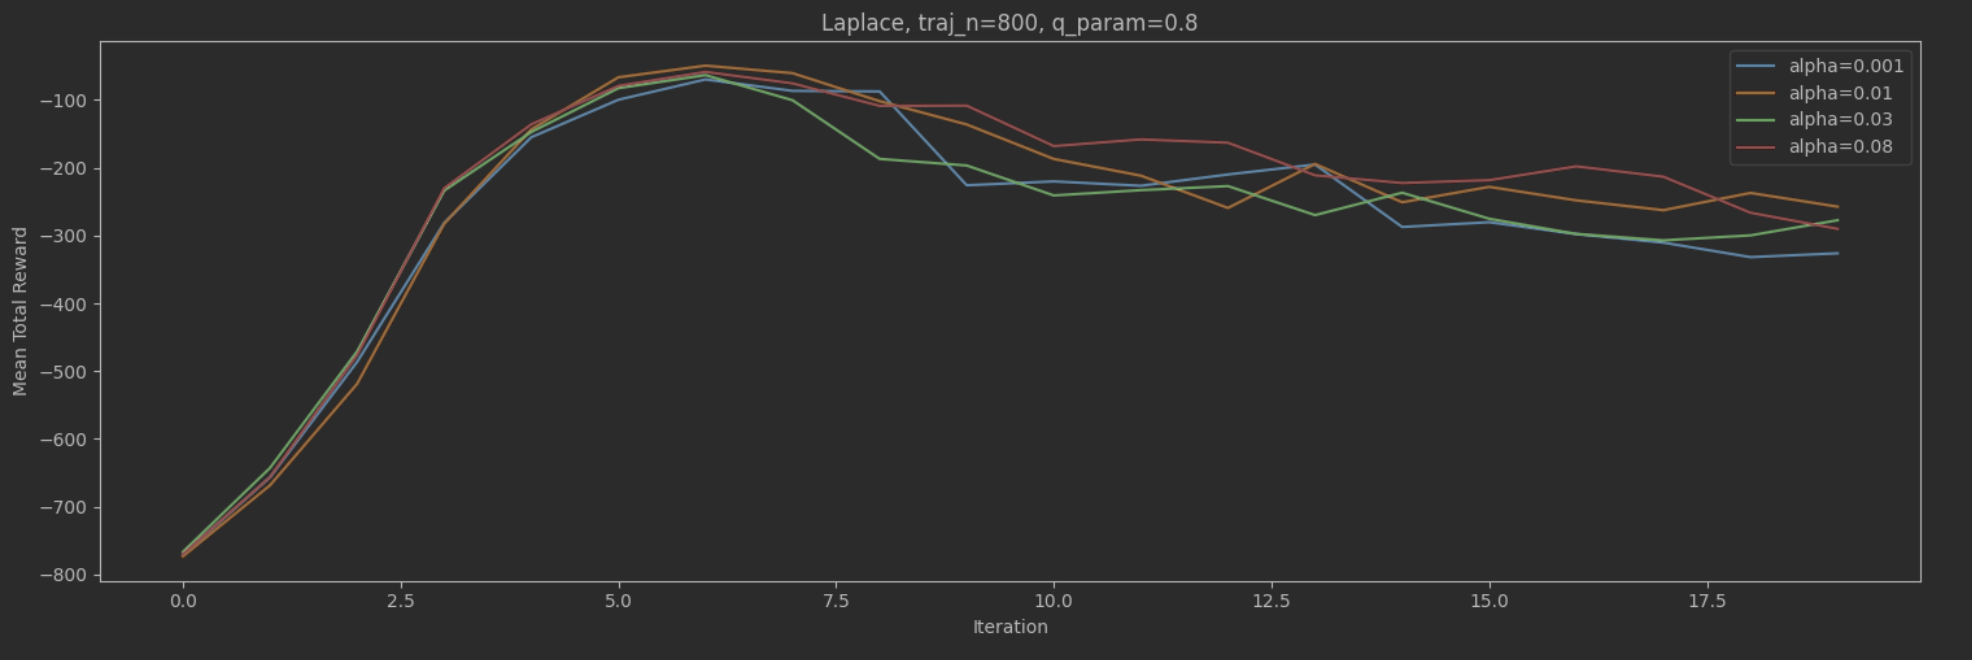 Laplace, traj_n=800, q_param=0.8
alpha=0.001
alpha=0.01
alpha=0.03
alpha=0.08
Mean Total Reward
−100
−200
−300
−400
−500
−600
−700
−800
0.0 2.5 5.0 7.5 10.0 12.5 15.0 17.5
Iteration